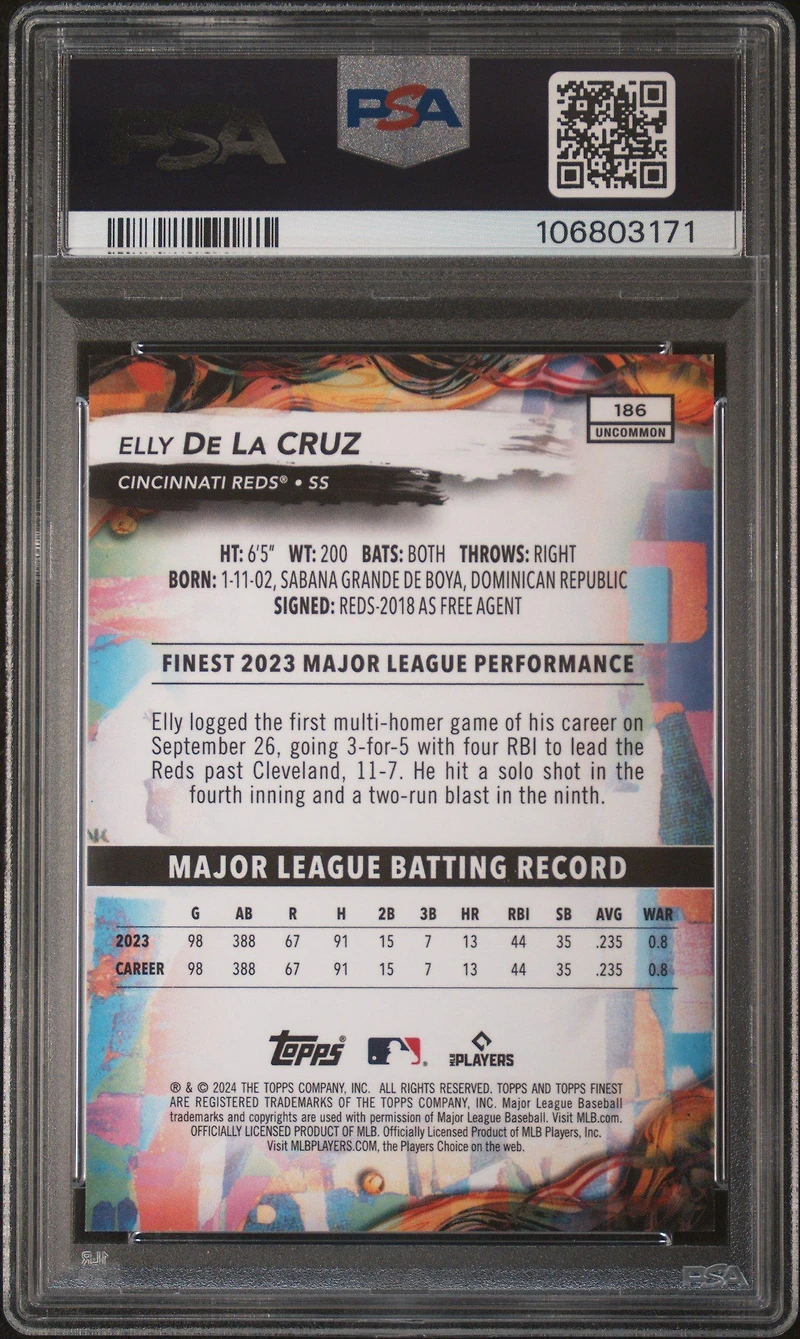 PSA
PSA
106803171
186
UNCOMMON
ELLY DE LA CRUZ
CINCINNATI REDS® • SS
HT: 6'5" WT: 200 BATS: BOTH THROWS: RIGHT
BORN: 1-11-02, SABANA GRANDE DE BOYA, DOMINICAN REPUBLIC
SIGNED: REDS-2018 AS FREE AGENT
FINEST 2023 MAJOR LEAGUE PERFORMANCE
Elly logged the first multi-homer game of his career on
September 26, going 3-for-5 with four RBI to lead the
Reds past Cleveland, 11-7. He hit a solo shot in the
fourth inning and a two-run blast in the ninth.
MAJOR LEAGUE BATTING RECORD
G AB R H 2B 3B HR RBI SB AVG WAR
2023 98 388 67 91 15 7 13 44 35 .235 0.8
CAREER 98 388 67 91 15 7 13 44 35 .235 0.8
topps® ® MLB PLAYERS
® & © 2024 THE TOPPS COMPANY, INC. ALL RIGHTS RESERVED. TOPPS AND TOPPS FINEST
ARE REGISTERED TRADEMARKS OF THE TOPPS COMPANY, INC. Major League Baseball
trademarks and copyrights are used with permission of Major League Baseball. Visit MLB.com.
OFFICIALLY LICENSED PRODUCT OF MLB. Officially Licensed Product of MLB Players, Inc.
Visit MLBPLAYERS.COM, the Players Choice on the web.
PSA